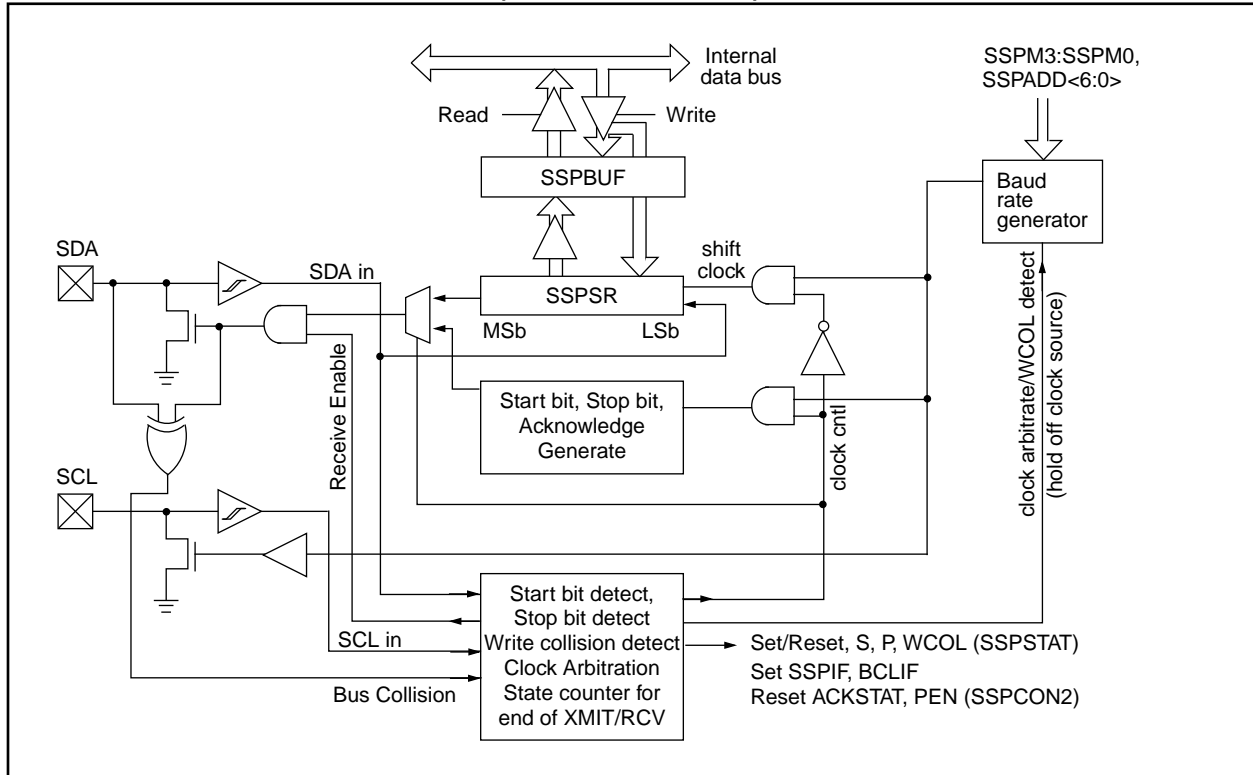 Internal
data bus
SSPM3:SSPM0,
SSPADD<6:0>
Read
Write
SSPBUF
Baud
rate
generator
SDA
SDA in
shift
clock
SSPSR
MSb
LSb
Receive Enable
Start bit, Stop bit,
Acknowledge
Generate
clock cntl
clock arbitrate/WCOL detect
(hold off clock source)
SCL
SCL in
Bus Collision
Start bit detect,
Stop bit detect
Write collision detect
Clock Arbitration
State counter for
end of XMIT/RCV
Set/Reset, S, P, WCOL (SSPSTAT)
Set SSPIF, BCLIF
Reset ACKSTAT, PEN (SSPCON2)